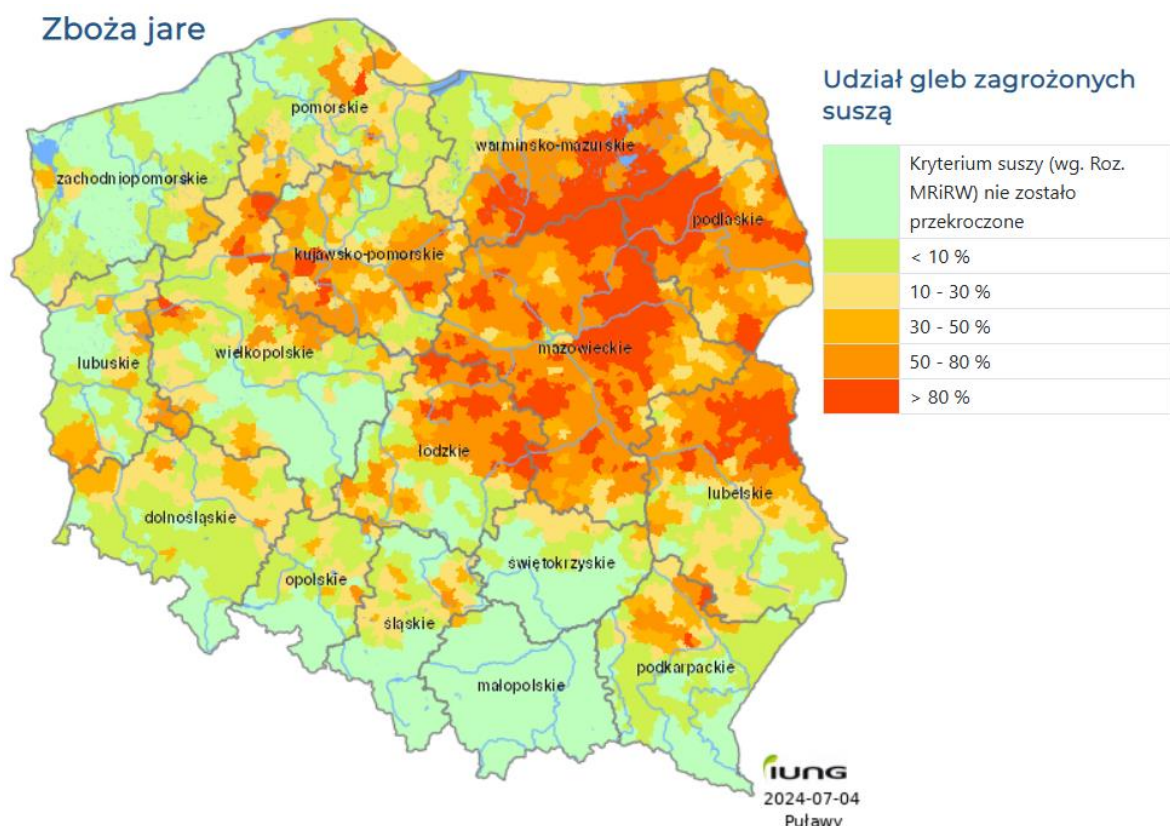 Zboża jare
pomorskie
warmińsko-mazurskie
zachodniopomorskie
podlaskie
kujawsko-pomorskie
mazowieckie
wielkopolskie
lubuskie
łódzkie
lubelskie
dolnośląskie
świętokrzyskie
opolskie
śląskie
podkarpackie
małopolskie
Udział gleb zagrożonych
suszą
Kryterium suszy (wg. Roz.
MRiRW) nie zostało
przekroczone
< 10 %
10 - 30 %
30 - 50 %
50 - 80 %
> 80 %
IUNG
2024-07-04
Puławy